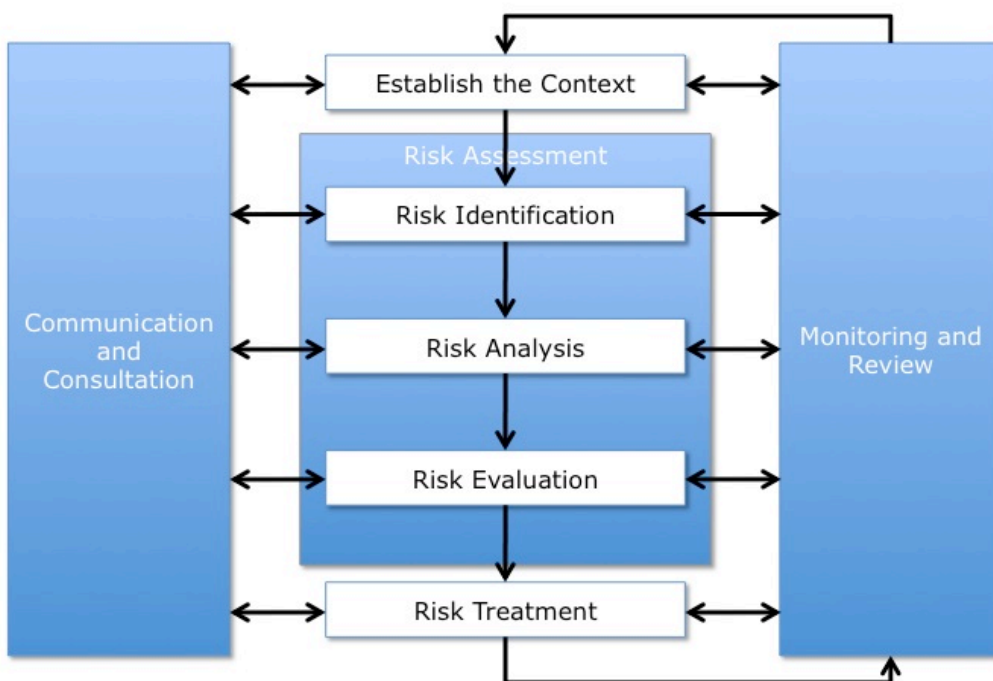 Establish the Context
Risk Assessment
Risk Identification
Communication
and
Consultation
Risk Analysis
Monitoring and
Review
Risk Evaluation
Risk Treatment